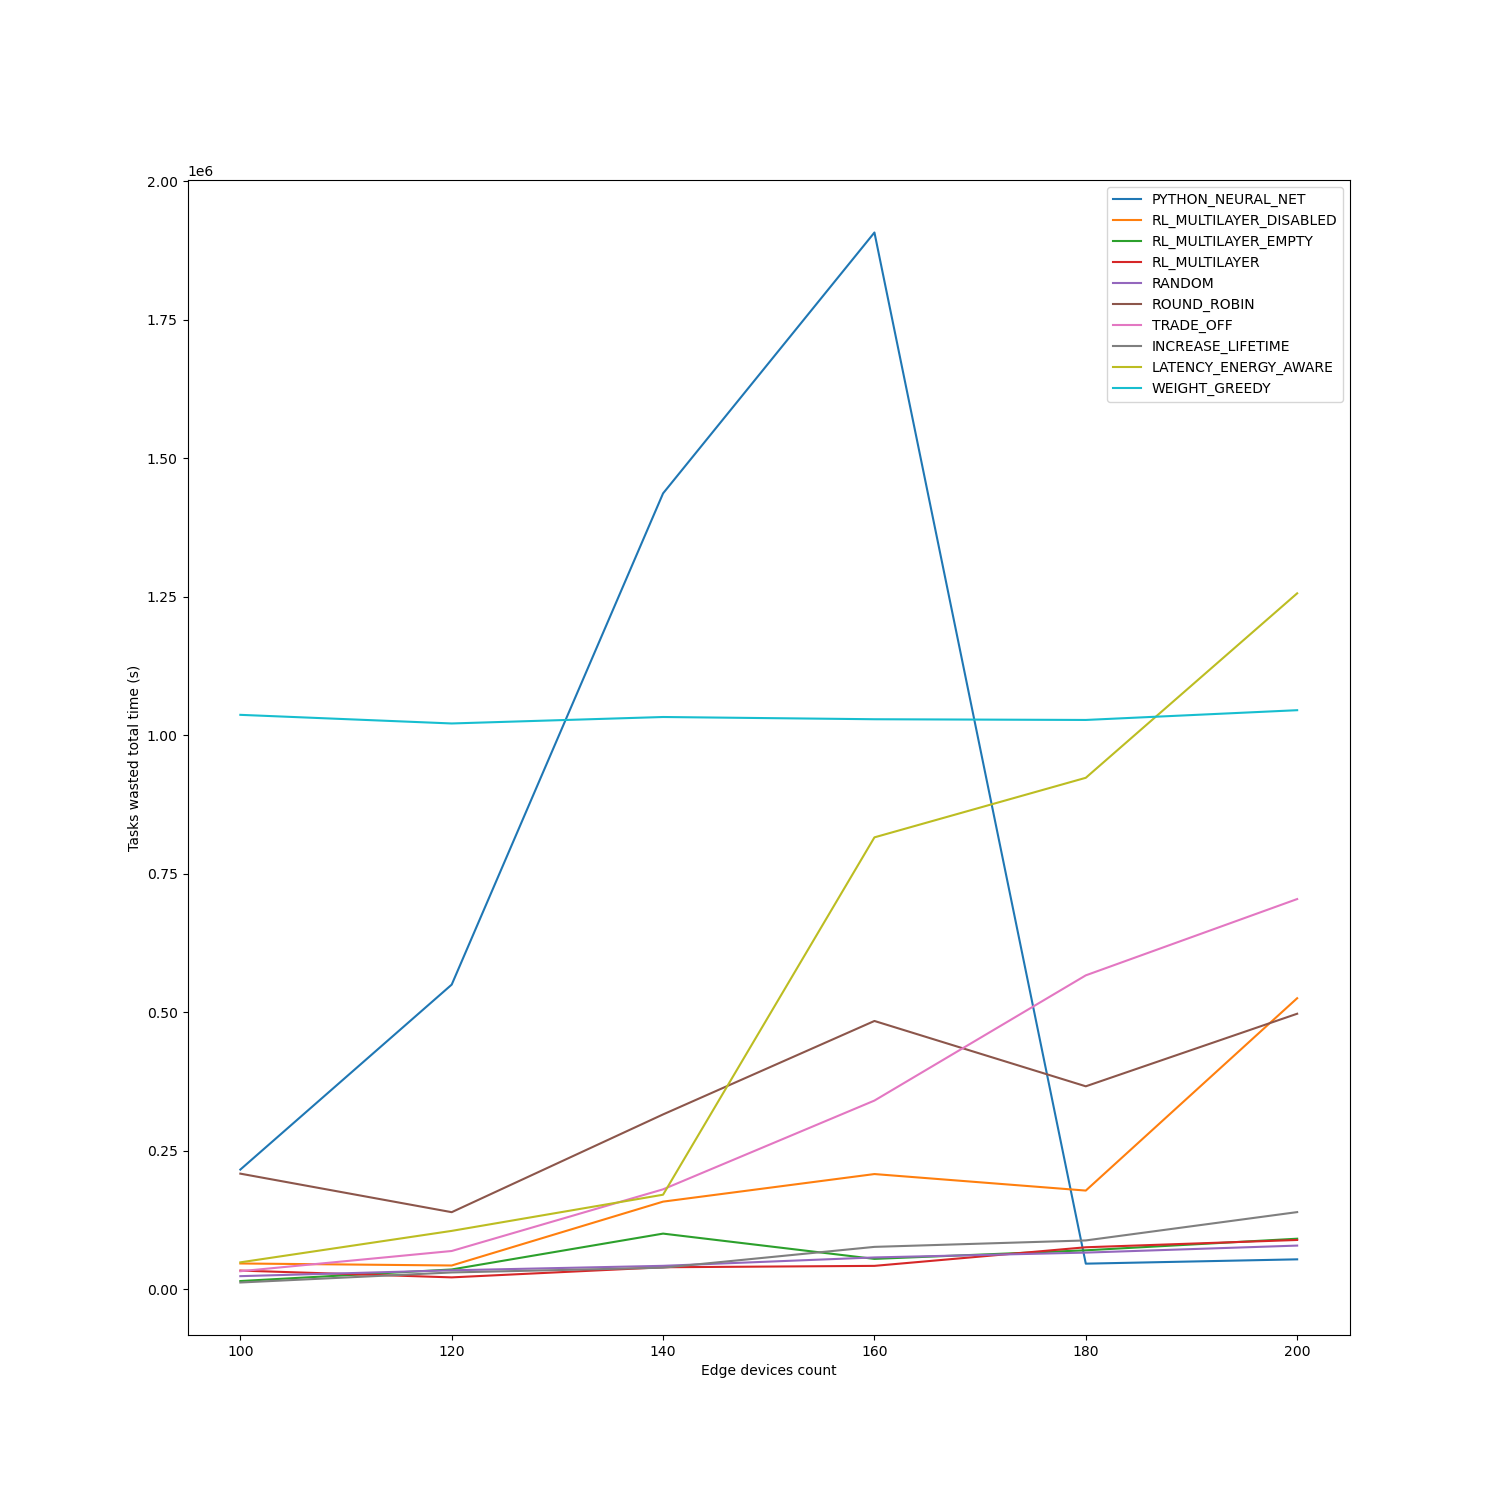 1e6
2.00
1.75
1.50
1.25
1.00
0.75
0.50
0.25
0.00
Tasks wasted total time (s)
100 120 140 160 180 200
Edge devices count
PYTHON_NEURAL_NET
RL_MULTILAYER_DISABLED
RL_MULTILAYER_EMPTY
RL_MULTILAYER
RANDOM
ROUND_ROBIN
TRADE_OFF
INCREASE_LIFETIME
LATENCY_ENERGY_AWARE
WEIGHT_GREEDY